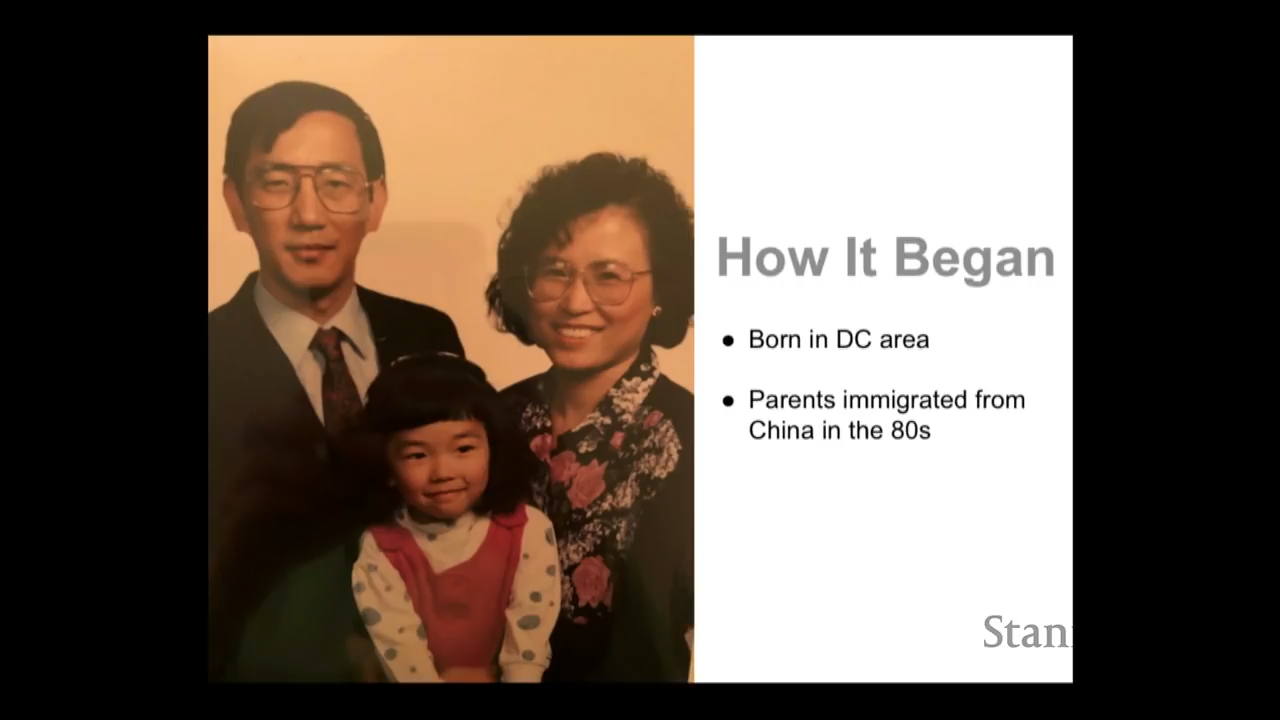 How It Began
● Born in DC area
● Parents immigrated from
China in the 80s
Stan